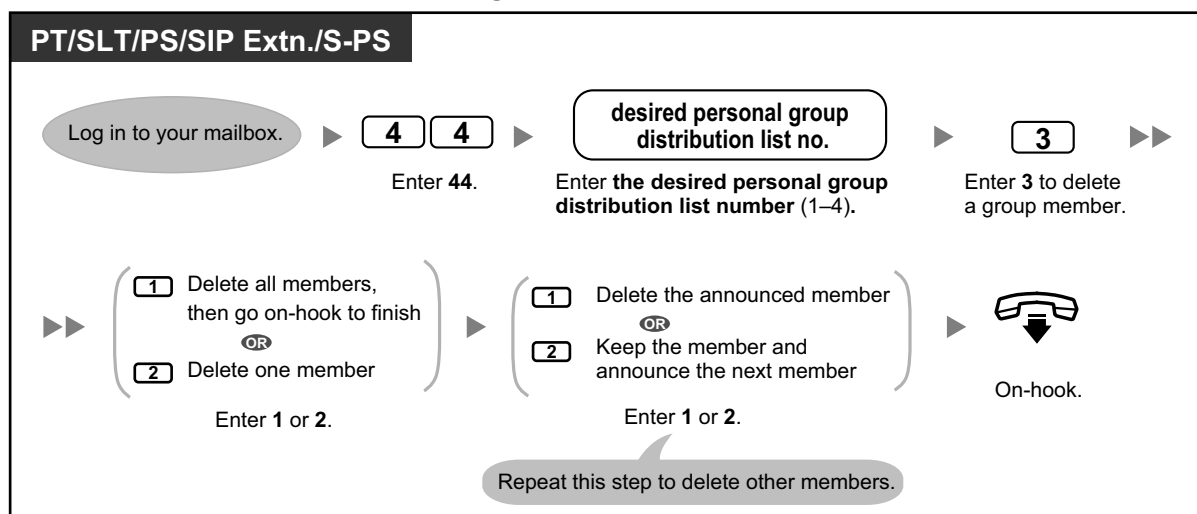 PT/SLT/PS/SIP Extn./S-PS
Log in to your mailbox.
4 4
Enter 44.
desired personal group
distribution list no.
Enter the desired personal group
distribution list number (1–4).
3
Enter 3 to delete
a group member.
1 Delete all members,
then go on-hook to finish
OR
2 Delete one member
Enter 1 or 2.
1 Delete the announced member
OR
2 Keep the member and
announce the next member
Enter 1 or 2.
Repeat this step to delete other members.
On-hook.